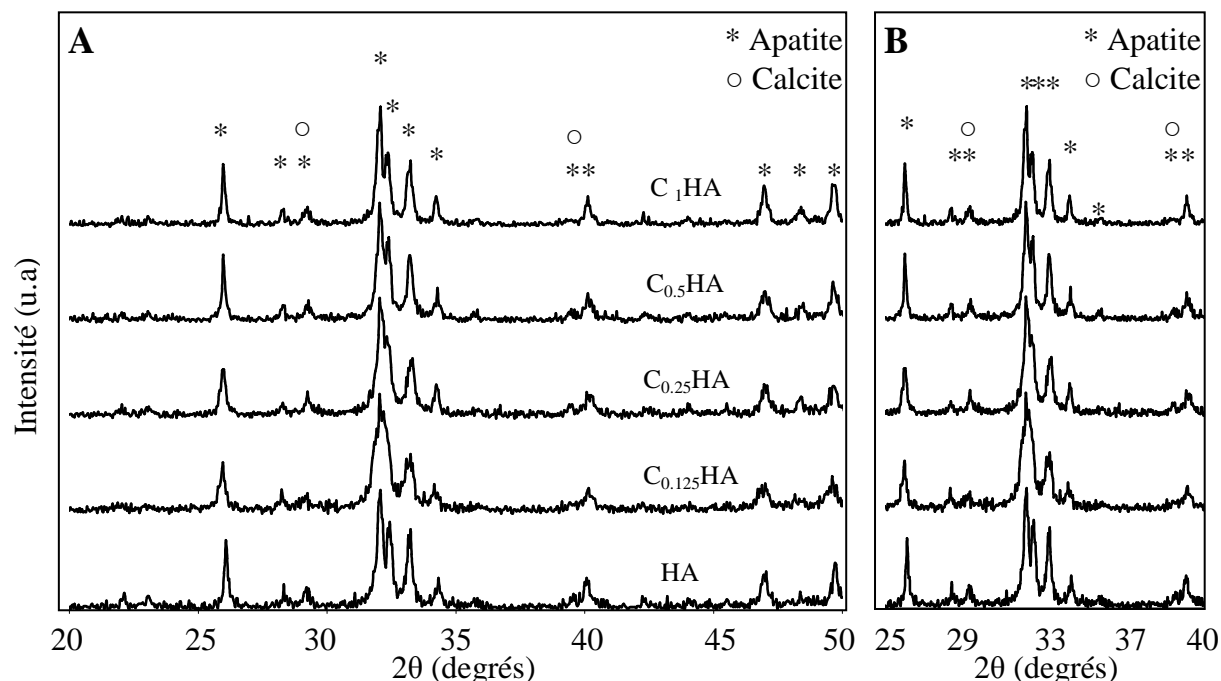 A
* Apatite
○ Calcite
B
* Apatite
○ Calcite
C₁HA
C₀.₅HA
C₀.₂₅HA
C₀.₁₂₅HA
HA
Intensité (u.a)
20 25 30 35 40 45 50
2θ (degrés)
25 29 33 37 40
2θ (degrés)